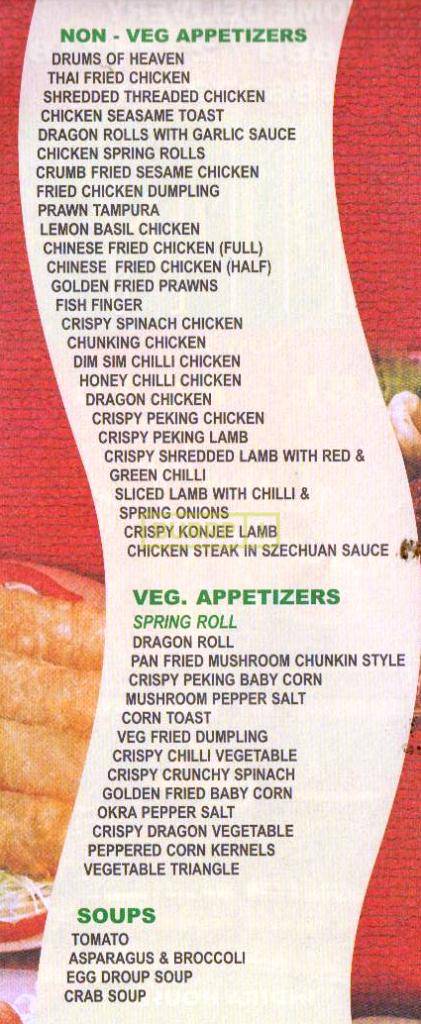 NON - VEG APPETIZERS
DRUMS OF HEAVEN
THAI FRIED CHICKEN
SHREDDED THREADED CHICKEN
CHICKEN SEASAME TOAST
DRAGON ROLLS WITH GARLIC SAUCE
CHICKEN SPRING ROLLS
CRUMB FRIED SESAME CHICKEN
FRIED CHICKEN DUMPLING
PRAWN TAMPURA
LEMON BASIL CHICKEN
CHINESE FRIED CHICKEN (FULL)
CHINESE FRIED CHICKEN (HALF)
GOLDEN FRIED PRAWNS
FISH FINGER
CRISPY SPINACH CHICKEN
CHUNKING CHICKEN
DIM SIM CHILLI CHICKEN
HONEY CHILLI CHICKEN
DRAGON CHICKEN
CRISPY PEKING CHICKEN
CRISPY PEKING LAMB
CRISPY SHREDDED LAMB WITH RED &
GREEN CHILLI
SLICED LAMB WITH CHILLI &
SPRING ONIONS
CRISPY KONJEE LAMB
CHICKEN STEAK IN SZECHUAN SAUCE
VEG. APPETIZERS
SPRING ROLL
DRAGON ROLL
PAN FRIED MUSHROOM CHUNKIN STYLE
CRISPY PEKING BABY CORN
MUSHROOM PEPPER SALT
CORN TOAST
VEG FRIED DUMPLING
CRISPY CHILLI VEGETABLE
CRISPY CRUNCHY SPINACH
GOLDEN FRIED BABY CORN
OKRA PEPPER SALT
CRISPY DRAGON VEGETABLE
PEPPERED CORN KERNELS
VEGETABLE TRIANGLE
SOUPS
TOMATO
ASPARAGUS & BROCCOLI
EGG DROUP SOUP
CRAB SOUP